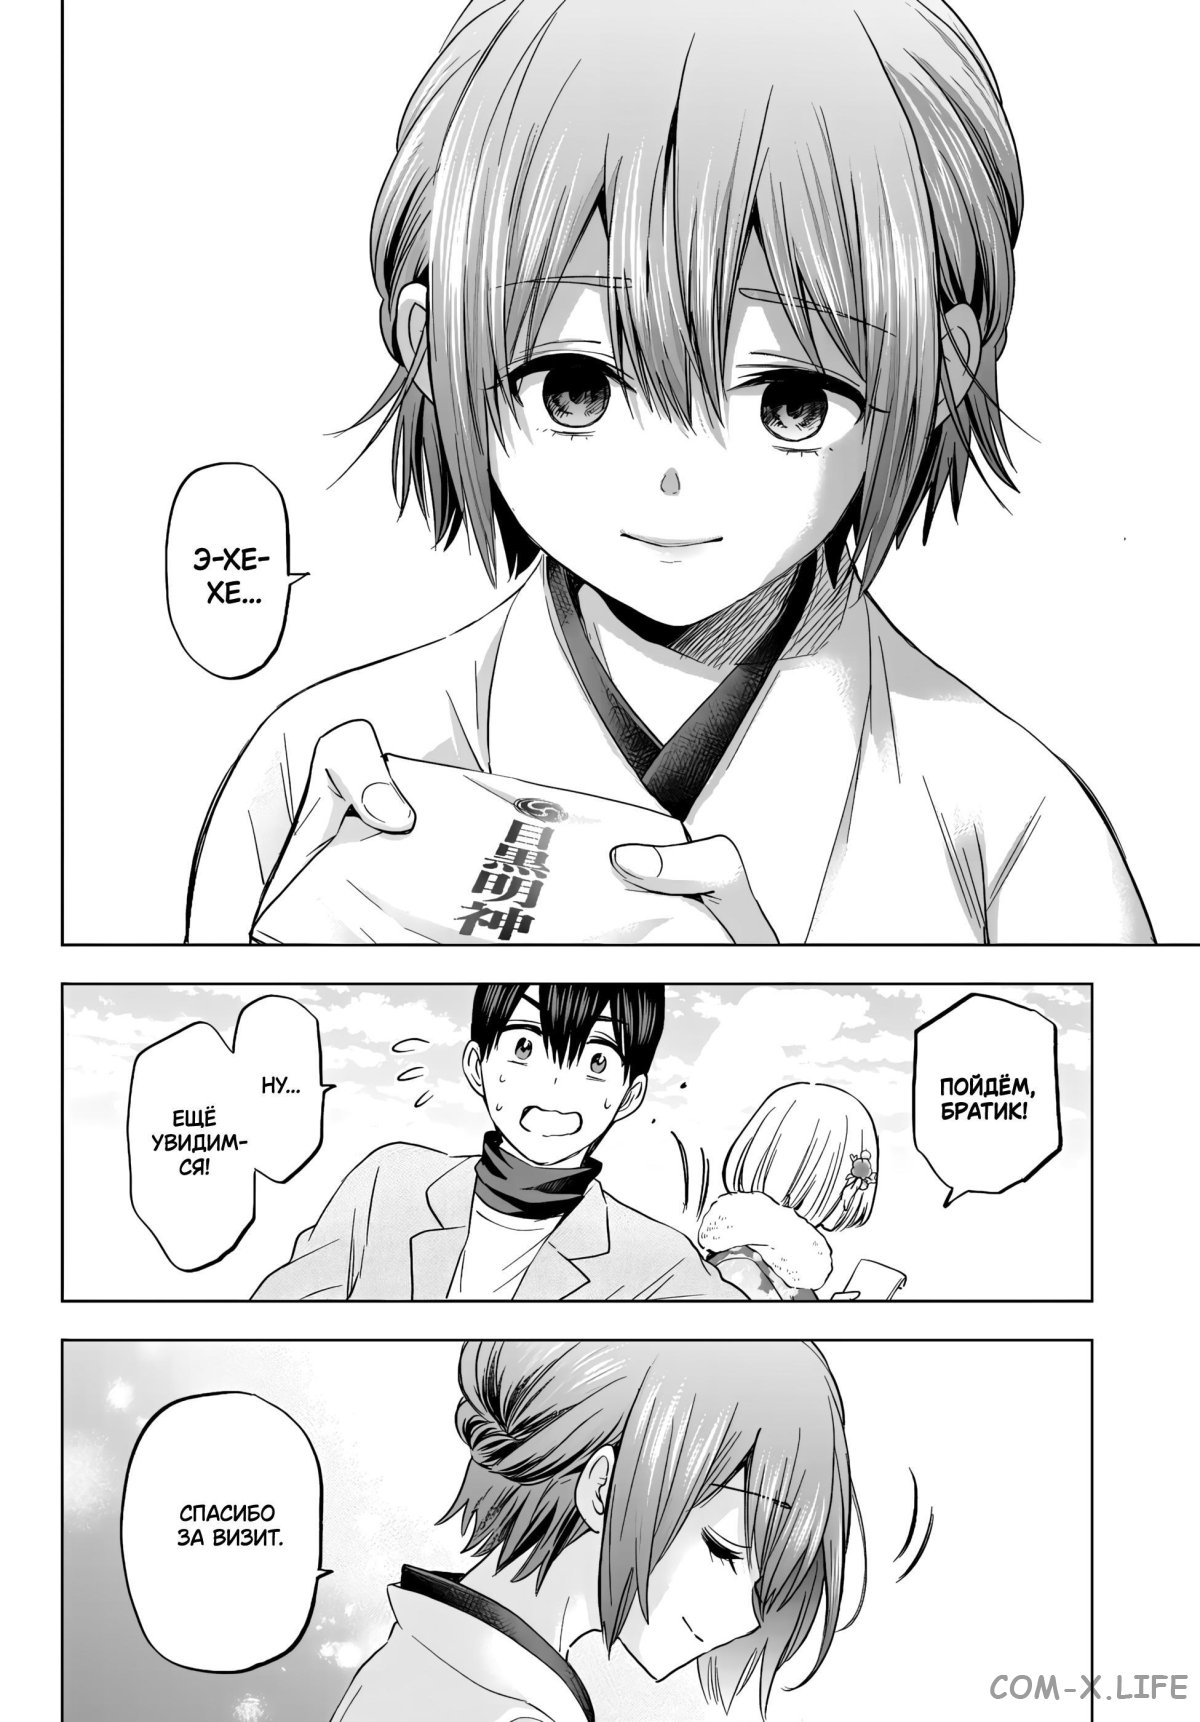 Э-ХЕ-
ХЕ...
目黒明神
ПОЙДЁМ,
БРАТИК!
НУ...
ЕЩЁ
УВИДИМ-
СЯ!
СПАСИБО
ЗА ВИЗИТ.
COM-X.LIFE